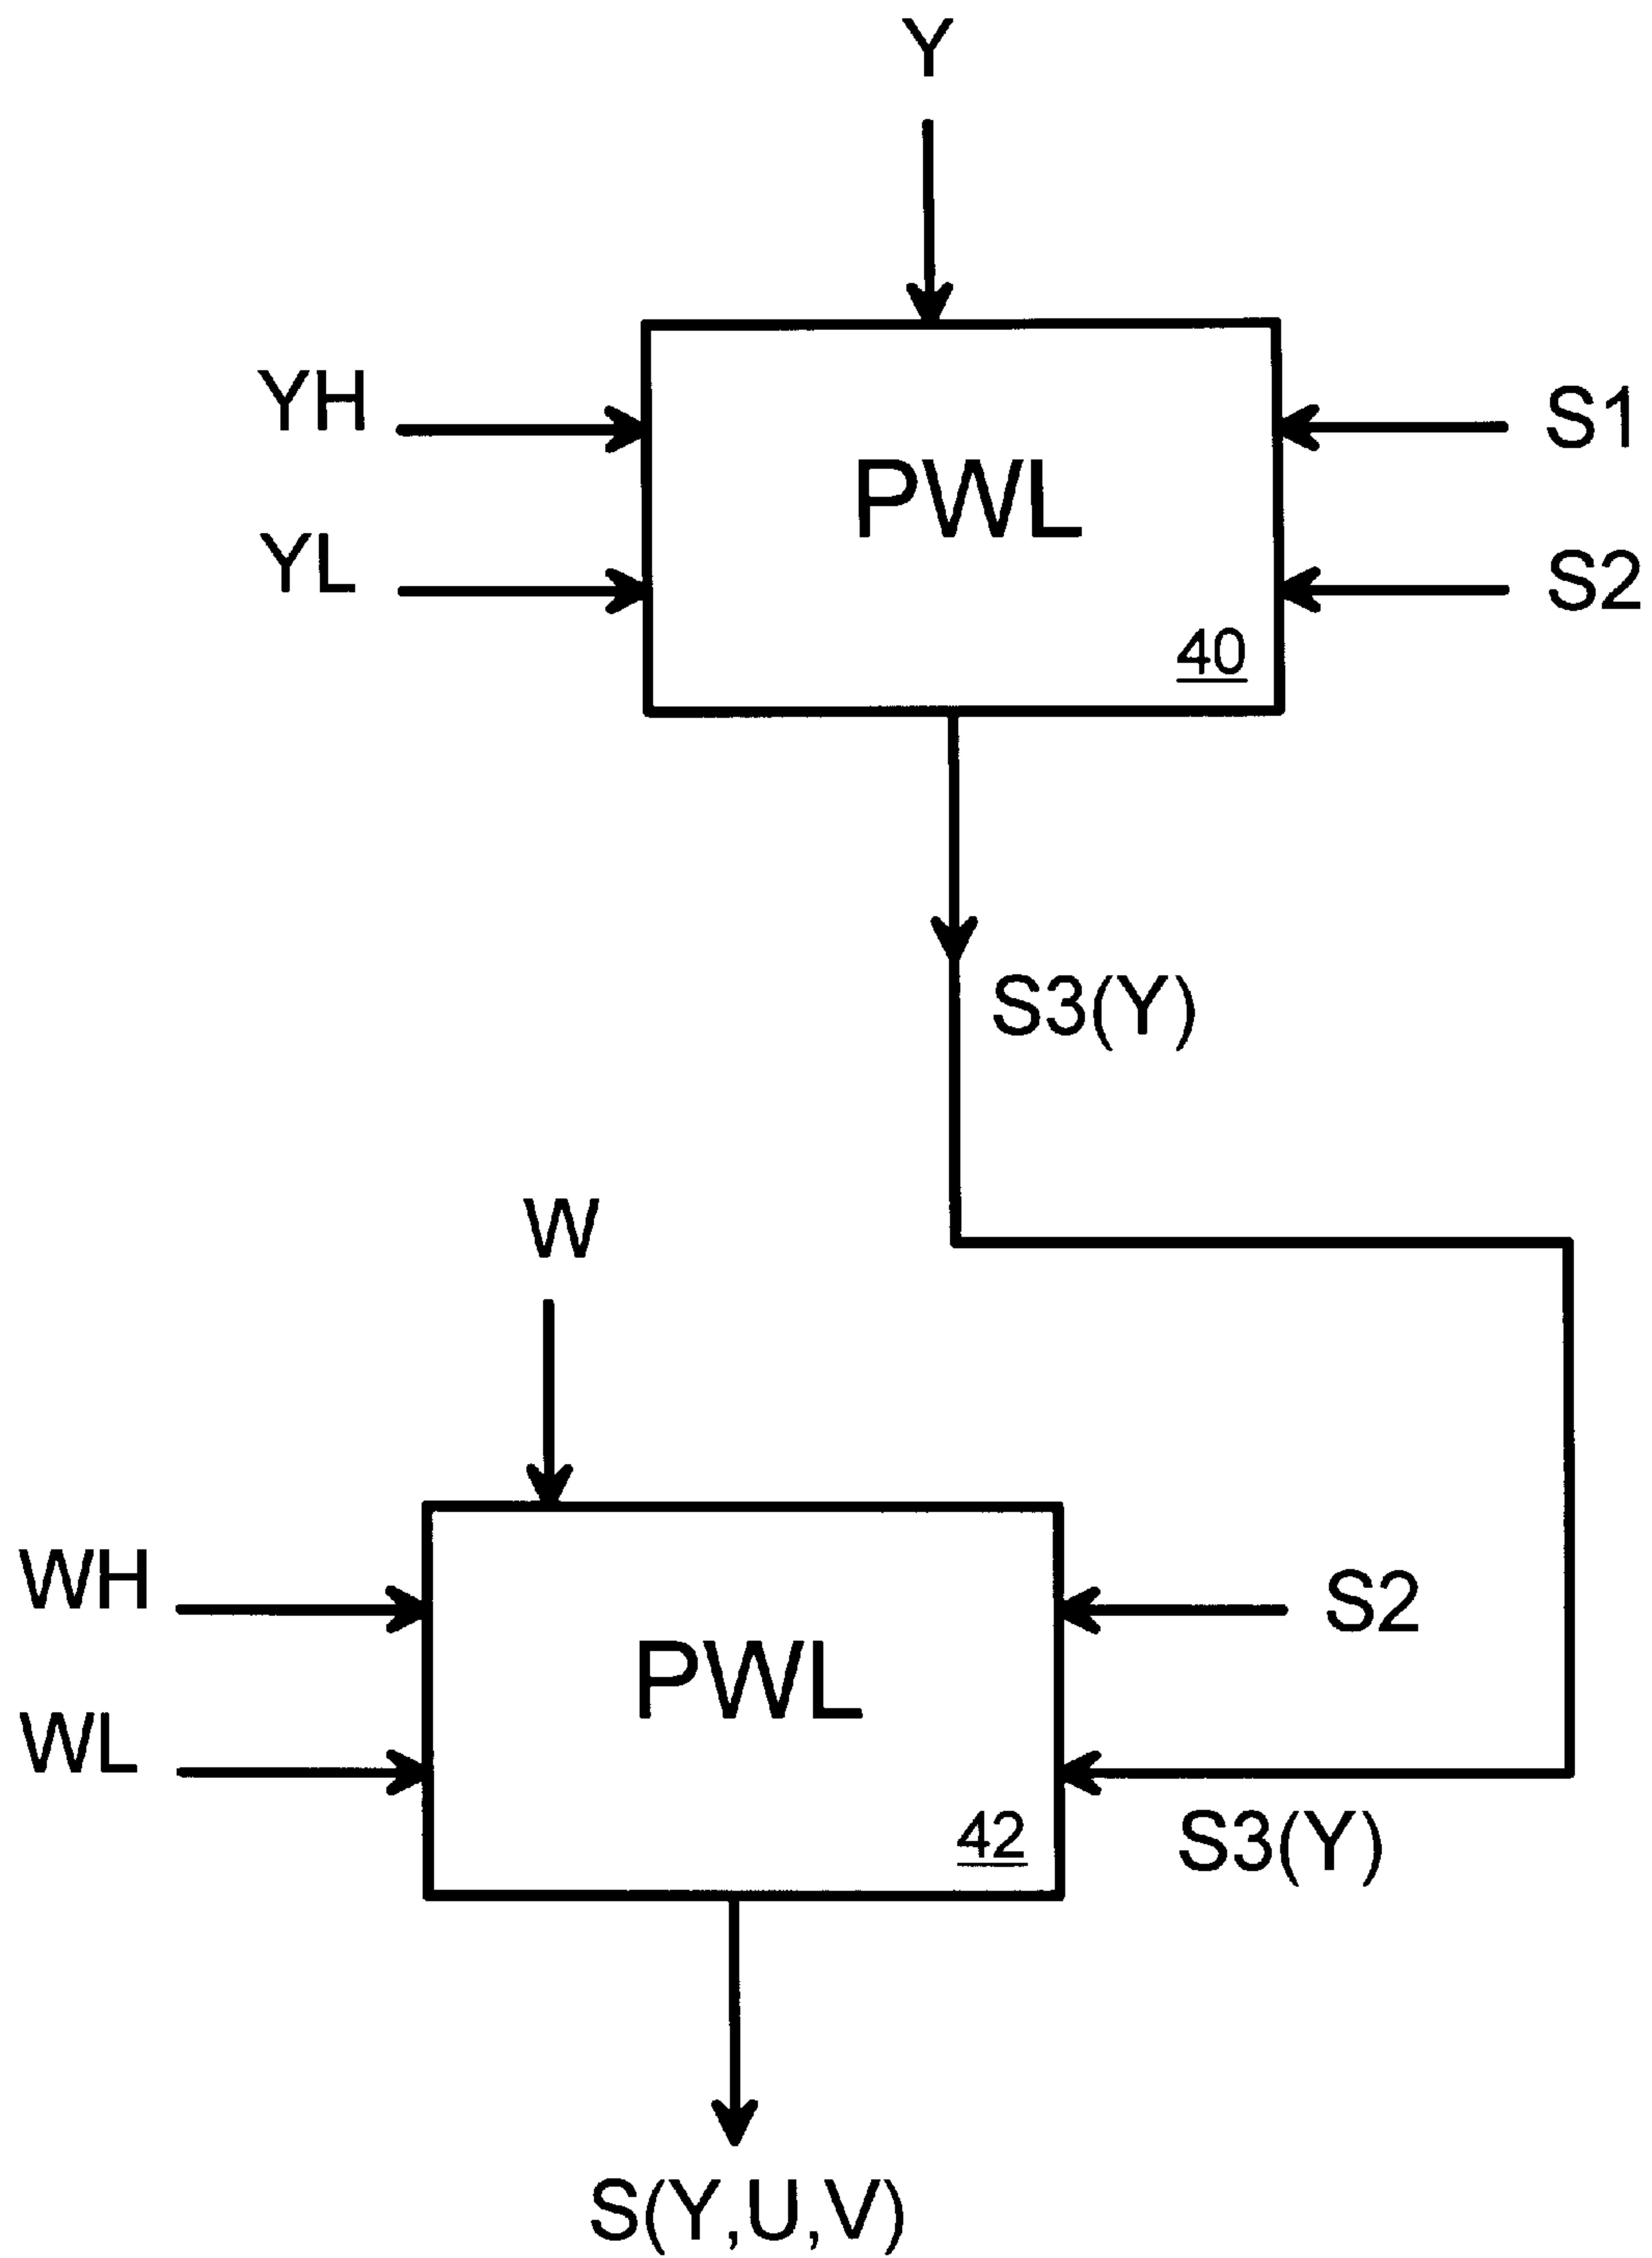 Y
YH
S1
PWL
YL
S2
40
S3(Y)
W
WH
S2
PWL
WL
42
S3(Y)
S(Y,U,V)